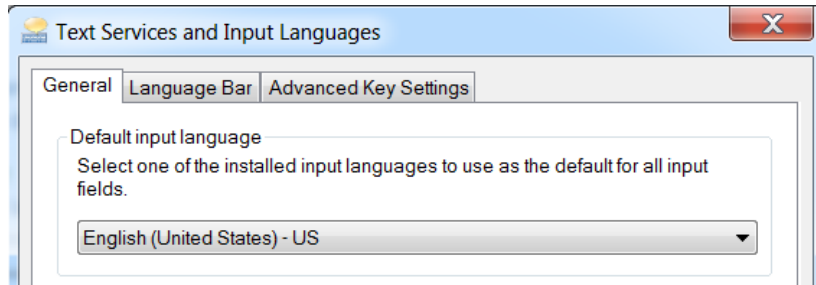 Text Services and Input Languages
General
Language Bar
Advanced Key Settings
Default input language
Select one of the installed input languages to use as the default for all input
fields.
English (United States) - US